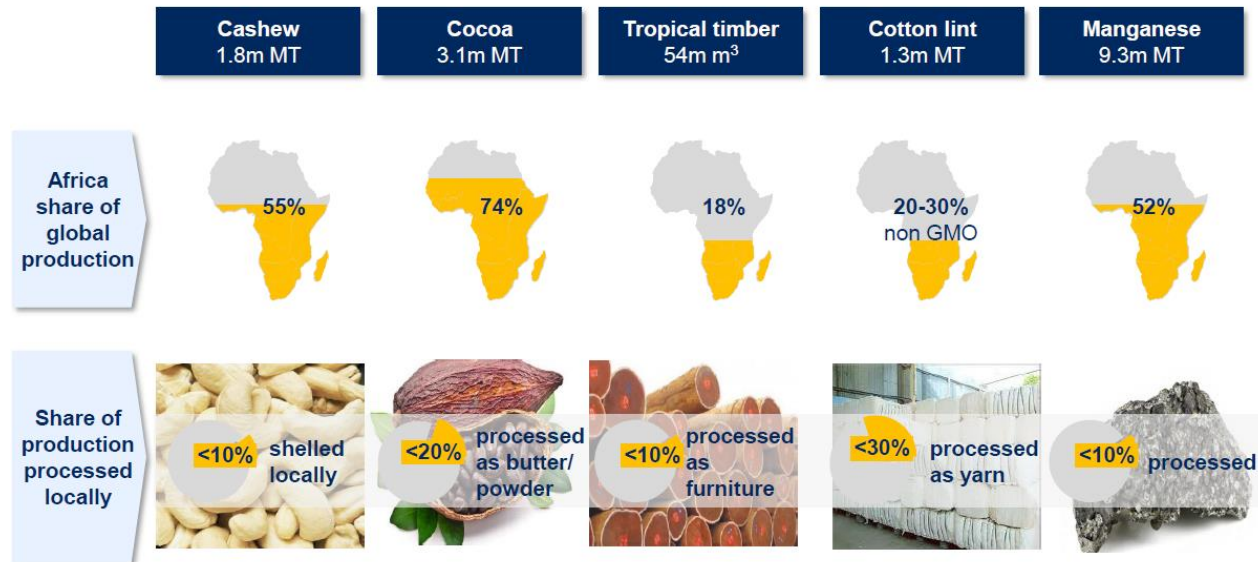 Cashew
1.8m MT
Cocoa
3.1m MT
Tropical timber
54m m³
Cotton lint
1.3m MT
Manganese
9.3m MT
Africa
share of
global
production
55%
74%
18%
20-30%
non GMO
52%
Share of
production
processed
locally
<10%
shelled
locally
<20%
processed
as butter/
powder
<10%
processed
as
furniture
<30%
processed
as yarn
<10%
processed